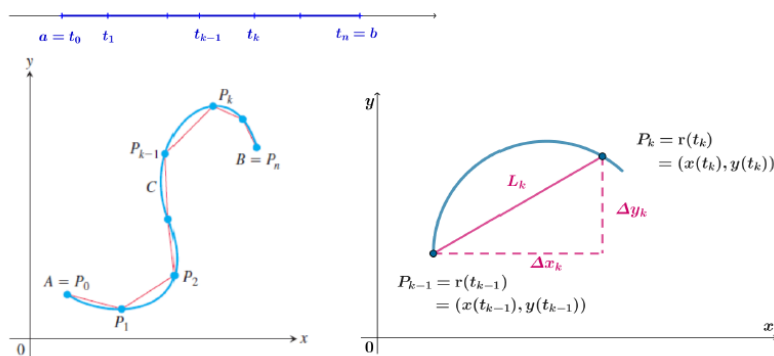 a = t₀ t₁ tₖ₋₁ tₖ tₙ = b
y
Pₖ
Pₖ₋₁
B = Pₙ
C
A = P₀
P₂
P₁
0
x
y
Pₖ = r(tₖ)
= (x(tₖ), y(tₖ))
Lₖ
Δyₖ
Δxₖ
Pₖ₋₁ = r(tₖ₋₁)
= (x(tₖ₋₁), y(tₖ₋₁))
x
0